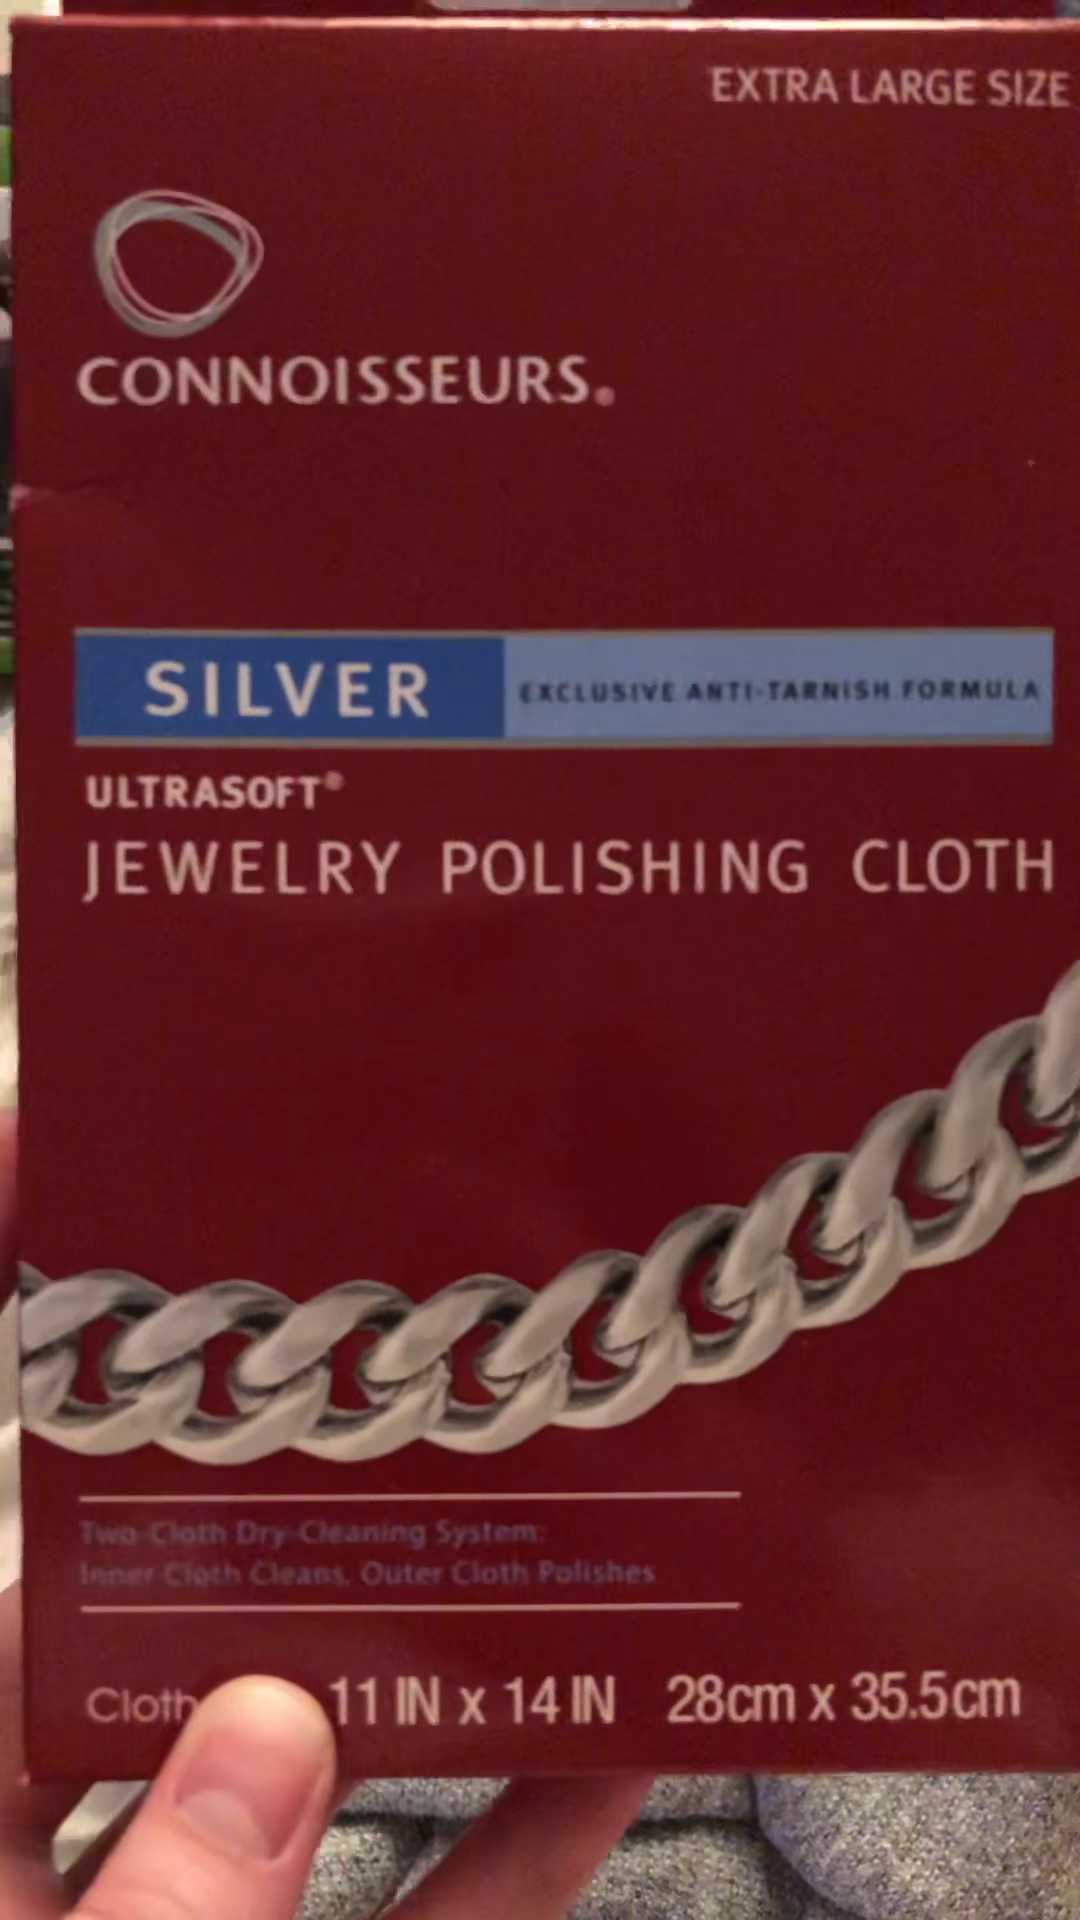 EXTRA LARGE SIZE
CONNOISSEURS.
SILVER EXCLUSIVE ANTI-TARNISH FORMULA
ULTRASOFT®
JEWELRY POLISHING CLOTH
Two-Cloth Dry-Cleaning System:
Inner Cloth Cleans, Outer Cloth Polishes
Cloth 11 IN x 14 IN 28cm x 35.5cm